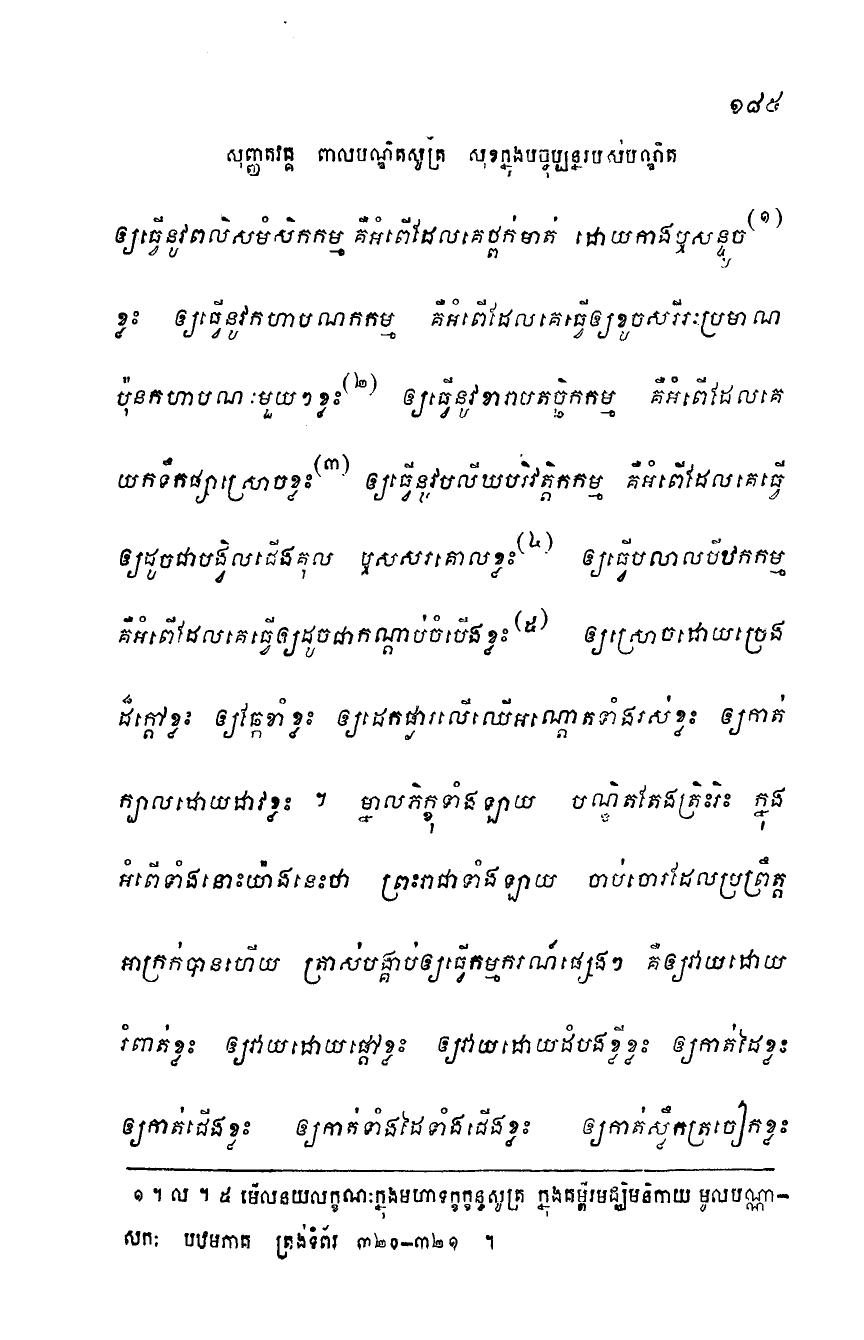 ១៨៥
សុញ្ញតវគ្គ ពាលបណ្ឌិតសូត្រ សុខក្នុងបច្ចុប្បន្នរបស់បណ្ឌិត
ឲ្យធ្វើនូវពលិសមំសិកកម្ម គឺអំពើដែលគេថ្ពក់មាត់ ដោយកាងឬសន្ទូច(១)
ខ្លះ ឲ្យធ្វើនូវកហាបណកកម្ម គឺអំពើដែលគេធ្វើឲ្យខូចសរីរៈប្រមាណ
ប៉ុនកហាបណៈមួយៗខ្លះ(២) ឲ្យធ្វើនូវខារាបតច្ឆិកកម្ម គឺអំពើដែលគេ
យកទឹកផ្សាស្រោចខ្លះ(៣) ឲ្យធ្វើនូវបលីឃបរិវត្តិកកម្ម គឺអំពើដែលគេធ្វើ
ឲ្យដូចជាបង្វិលជើងគុល ឬសសរគោលខ្លះ(៤) ឲ្យធ្វើបលាលបីឋកកម្ម
គឺអំពើដែលគេធ្វើឲ្យដូចជាកណ្តាប់ចំបើងខ្លះ(៥) ឲ្យស្រោចដោយច្រេង
ដ៏ក្តៅខ្លះ ឲ្យឆ្កែខាំខ្លះ ឲ្យដេកផ្ងារលើឈើអណ្តោតទាំងរស់ខ្លះ ឲ្យកាត់
ក្បាលដោយដាវខ្លះ ។ ម្នាលភិក្ខុទាំងឡាយ បណ្ឌិតតែងត្រិះរិះ ក្នុង
អំពើទាំងនោះយ៉ាងនេះថា ព្រះរាជាទាំងឡាយ ចាប់ចោរដែលប្រព្រឹត្ត
អាក្រក់បានហើយ ត្រាស់បង្គាប់ឲ្យធ្វើកម្មករណ៍ផ្សេងៗ គឺឲ្យវាយដោយ
រំពាត់ខ្លះ ឲ្យវាយដោយផ្តៅខ្លះ ឲ្យវាយដោយដំបងខ្លីខ្លះ ឲ្យកាត់ដៃខ្លះ
ឲ្យកាត់ជើងខ្លះ ឲ្យកាត់ទាំងដៃទាំងជើងខ្លះ ឲ្យកាត់ស្លឹកត្រចៀកខ្លះ
១ ។ ល ។ ៥ មើលនយលក្ខណៈក្នុងមហាទុក្ខក្ខន្ធសូត្រ ក្នុងគម្ពីរមជ្ឈិមនិកាយ មូលបណ្ណា-
សកៈ បឋមភាគ ត្រង់ទំព័រ ៣២០-៣២១ ។